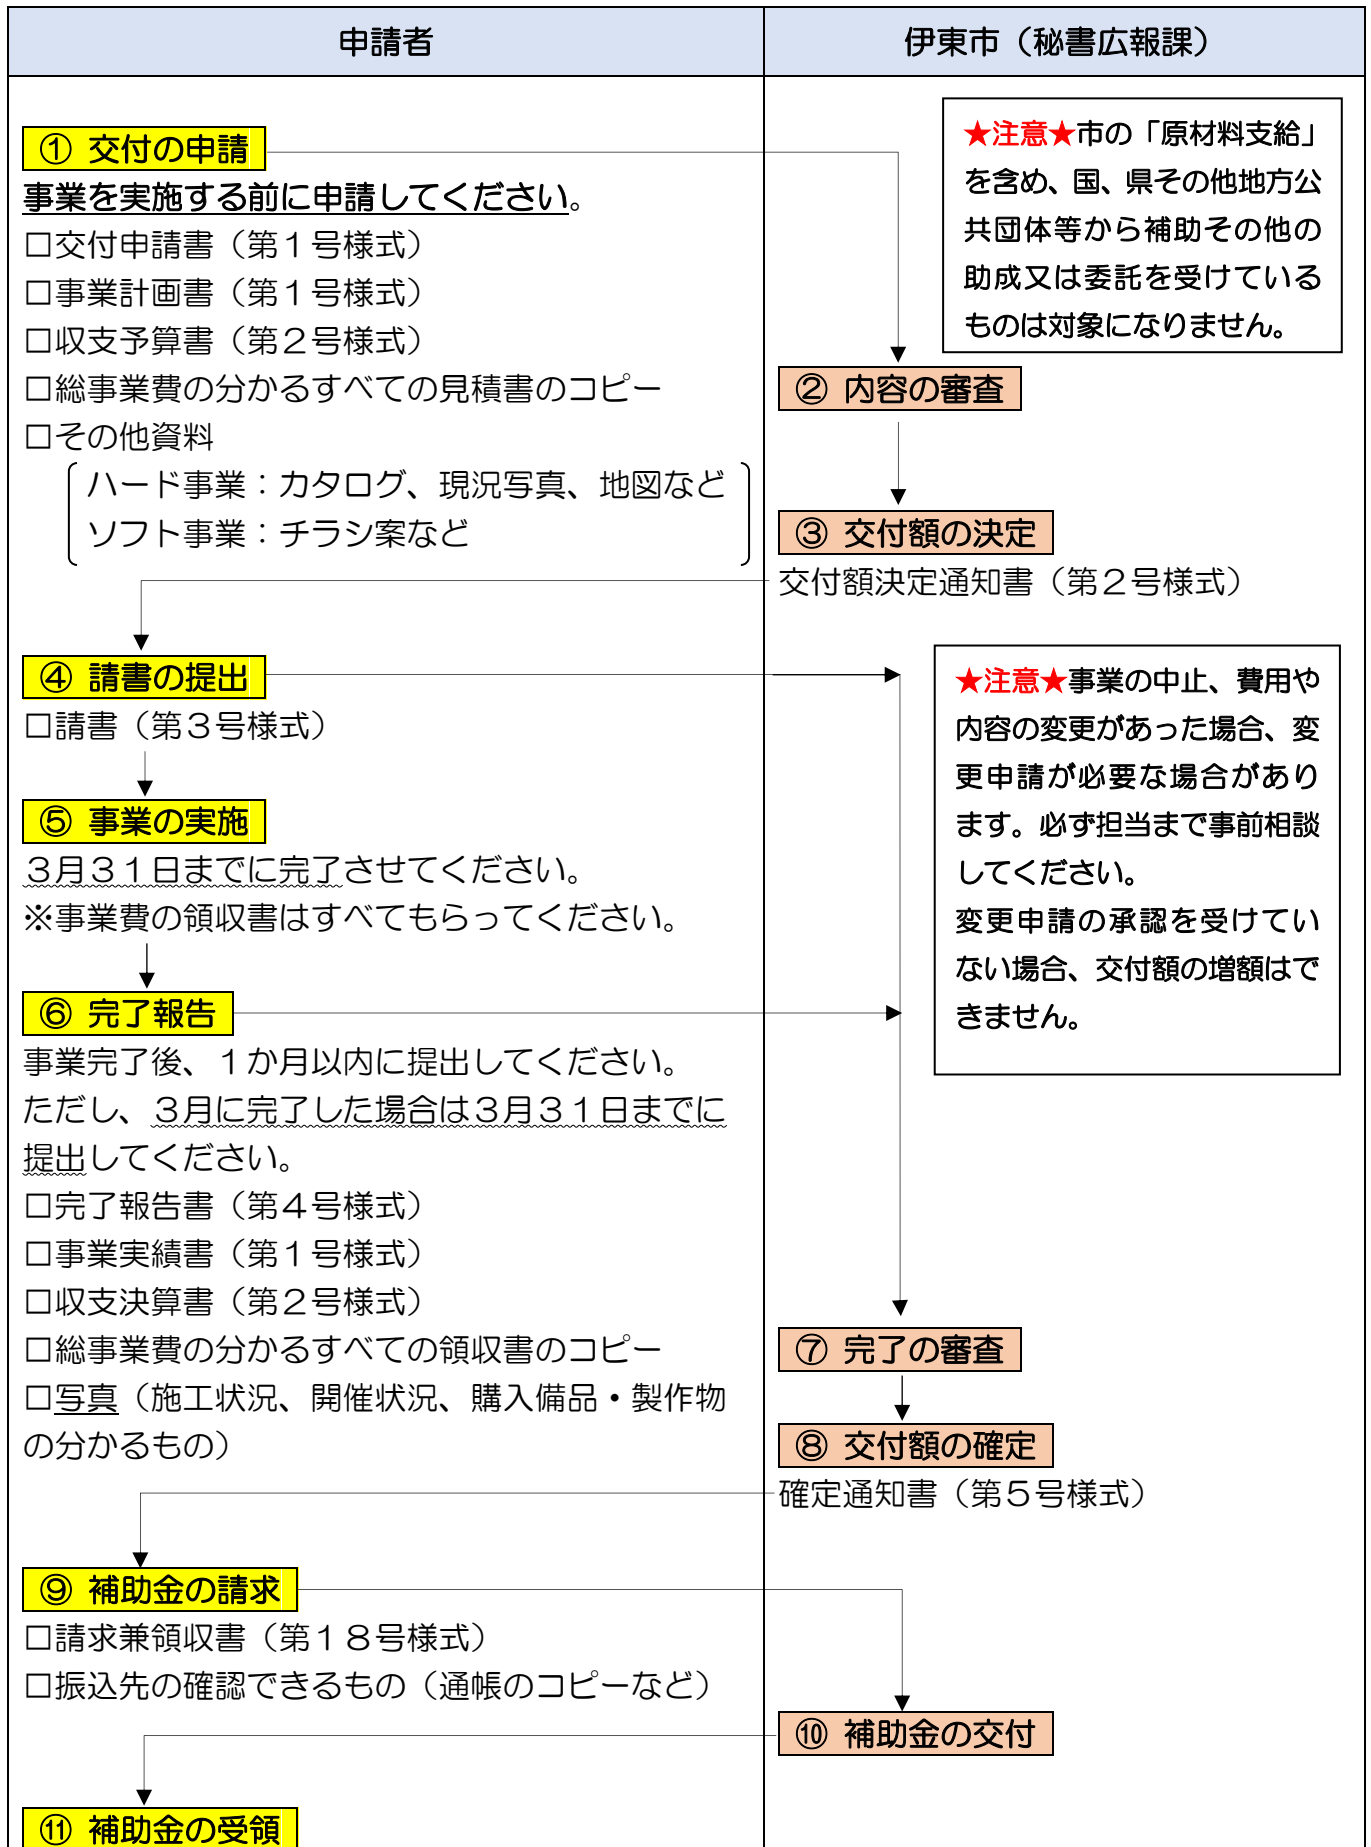 申請者
伊東市（秘書広報課）
① 交付の申請
事業を実施する前に申請してください。
□交付申請書（第１号様式）
□事業計画書（第１号様式）
□収支予算書（第２号様式）
□総事業費の分かるすべての見積書のコピー
□その他資料
ハード事業：カタログ、現況写真、地図など
ソフト事業：チラシ案など
★注意★市の「原材料支給」
を含め、国、県その他地方公
共団体等から補助その他の
助成又は委託を受けている
ものは対象になりません。
② 内容の審査
③ 交付額の決定
交付額決定通知書（第２号様式）
④ 請書の提出
□請書（第３号様式）
⑤ 事業の実施
３月３１日までに完了させてください。
※事業費の領収書はすべてもらってください。
★注意★事業の中止、費用や
内容の変更があった場合、変
更申請が必要な場合があり
ます。必ず担当まで事前相談
してください。
変更申請の承認を受けてい
ない場合、交付額の増額はで
きません。
⑥ 完了報告
事業完了後、１か月以内に提出してください。
ただし、３月に完了した場合は３月３１日までに
提出してください。
□完了報告書（第４号様式）
□事業実績書（第１号様式）
□収支決算書（第２号様式）
□総事業費の分かるすべての領収書のコピー
□写真（施工状況、開催状況、購入備品・製作物
の分かるもの）
⑦ 完了の審査
⑧ 交付額の確定
確定通知書（第５号様式）
⑨ 補助金の請求
□請求兼領収書（第１８号様式）
□振込先の確認できるもの（通帳のコピーなど）
⑩ 補助金の交付
⑪ 補助金の受領